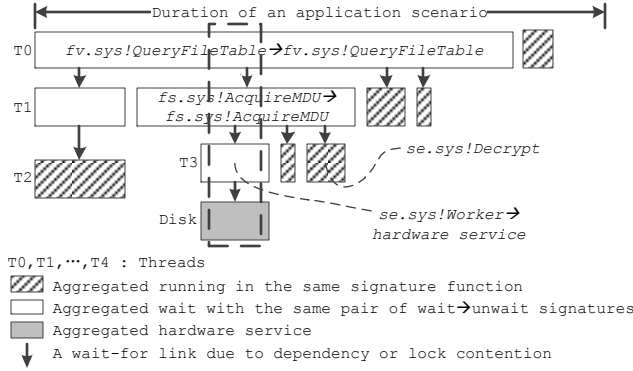 Duration of an application scenario
T0
fv.sys!QueryFileTable→fv.sys!QueryFileTable
T1
fs.sys!AcquireMDU→
fs.sys!AcquireMDU
T3
se.sys!Decrypt
T2
Disk
se.sys!Worker→
hardware service
T0,T1,⋯,T4 : Threads
Aggregated running in the same signature function
Aggregated wait with the same pair of wait→unwait signatures
Aggregated hardware service
A wait-for link due to dependency or lock contention